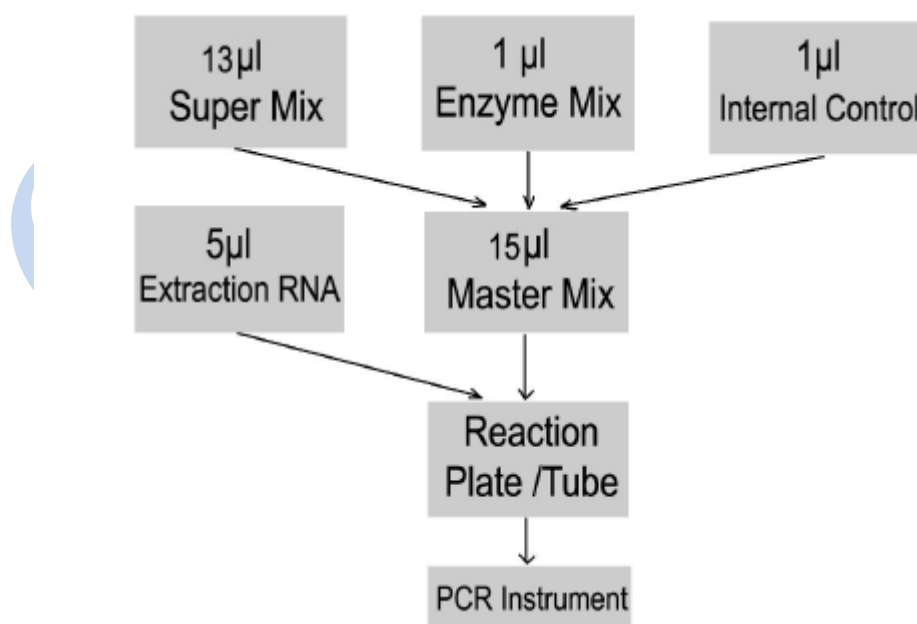 13µl
Super Mix
1 µl
Enzyme Mix
1µl
Internal Control
5µl
Extraction RNA
15µl
Master Mix
Reaction
Plate /Tube
PCR Instrument